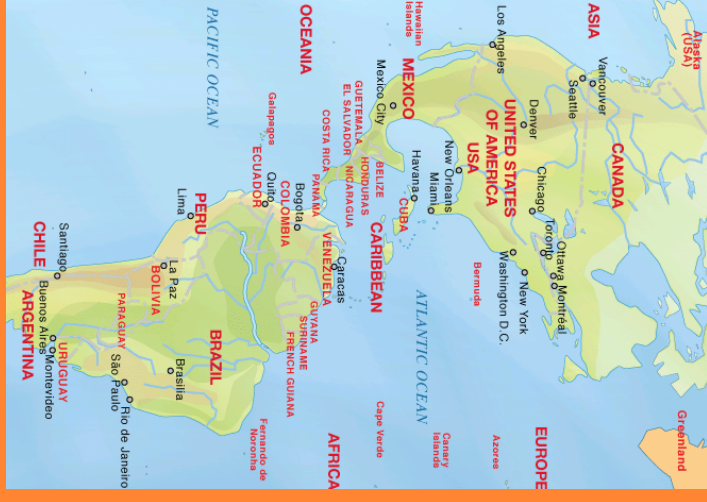 Alaska
(USA)
Greenland
CANADA
ASIA
Vancouver
Seattle
Ottawa
Montréal
Toronto
EUROPE
Chicago
Denver
New York
Washington D.C.
UNITED STATES
OF AMERICA
USA
Los Angeles
Azores
Bermuda
New Orleans
Miami
Canary
Islands
Hawaiian
Islands
ATLANTIC OCEAN
Havana
MEXICO
CUBA
Mexico City
BELIZE
CARIBBEAN
Cape Verde
GUETEMALA
HONDURAS
EL SALVADOR
NICARAGUA
Caracas
AFRICA
COSTA RICA
PANAMA
VENEZUELA
OCEANIA
GUYANA
SURINAME
FRENCH GUIANA
Bogota
COLOMBIA
Galapagos
Quito
ECUADOR
Fernando de
Noronha
PACIFIC OCEAN
BRAZIL
PERU
Lima
Brasilia
La Paz
BOLIVIA
Rio de Janeiro
São Paulo
PARAGUAY
Santiago
URUGUAY
Montevideo
Buenos Aires
CHILE
ARGENTINA